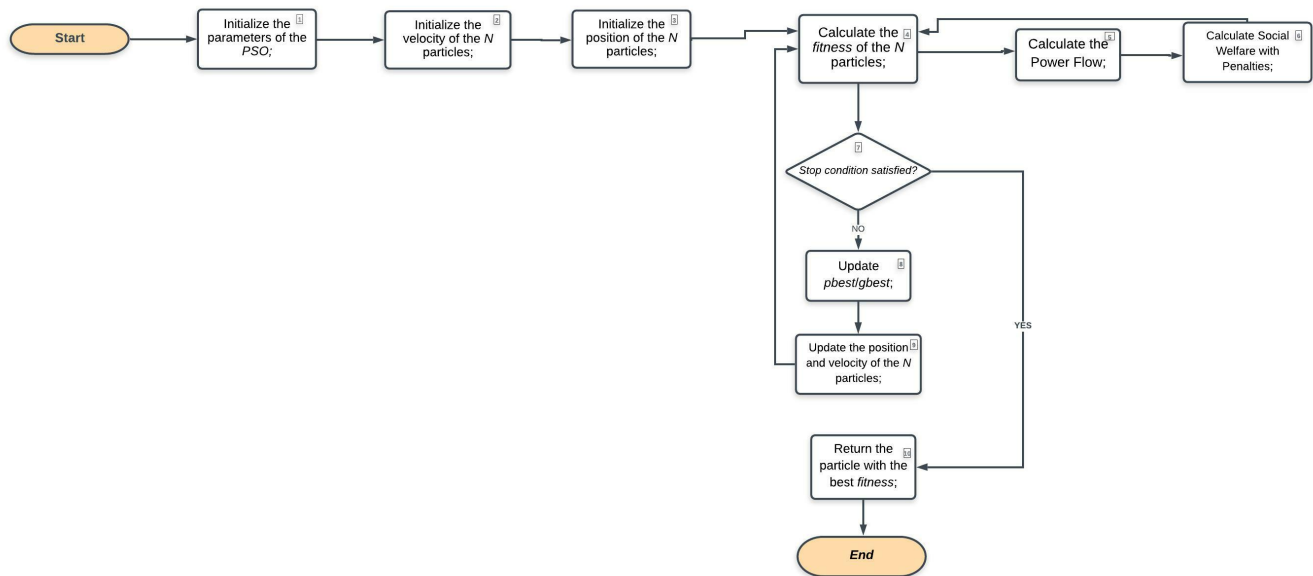 Start
1
Initialize the
parameters of the
PSO;
2
Initialize the
velocity of the N
particles;
3
Initialize the
position of the N
particles;
4
Calculate the
fitness of the N
particles;
5
Calculate the
Power Flow;
6
Calculate Social
Welfare with
Penalties;
7
Stop condition satisfied?
NO
8
Update
pbest/gbest;
9
Update the position
and velocity of the N
particles;
YES
10
Return the
particle with the
best fitness;
End